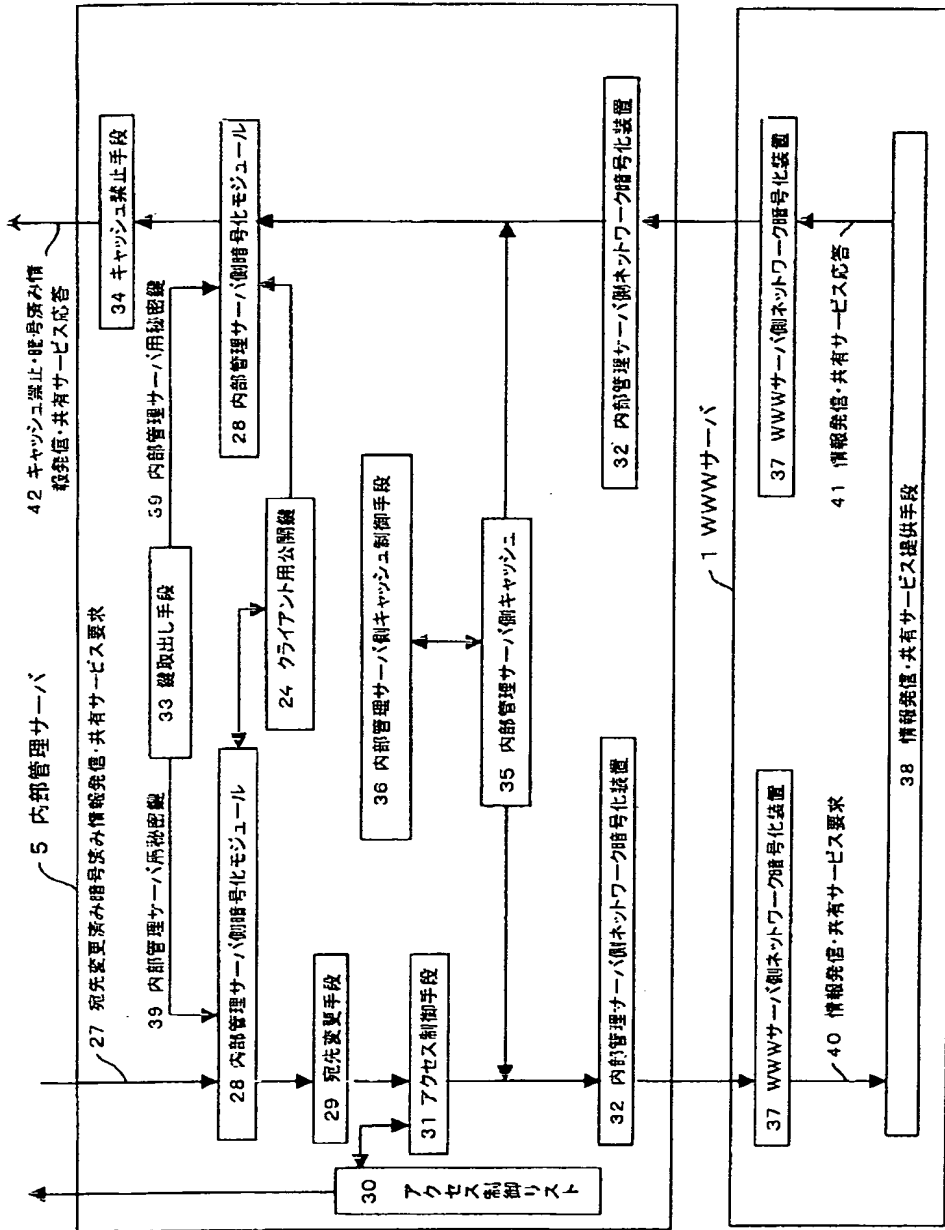 5 内部管理サーバ
27 宛先変更済み暗号済み情報発信・共有サービス要求
42 キャッシュ禁止・暗号済み情
報発信・共有サービス応答
34 キャッシュ禁止手段
39 内部管理サーバ用秘密鍵
33 鍵取出し手段
39 内部管理サーバ用秘密鍵
28 内部管理サーバ側暗号化モジュール
28 内部管理サーバ側暗号化モジュール
24 クライアント用公開鍵
29 宛先変更手段
36 内部管理サーバ側キャッシュ制御手段
31 アクセス制御手段
30 アクセス制御リスト
35 内部管理サーバ側キャッシュ
32 内部管理サーバ側ネットワーク暗号化装置
32 内部管理サーバ側ネットワーク暗号化装置
1 WWWサーバ
37 WWWサーバ側ネットワーク暗号化装置
37 WWWサーバ側ネットワーク暗号化装置
40 情報発信・共有サービス要求
41 情報発信・共有サービス応答
38 情報発信・共有サービス提供手段